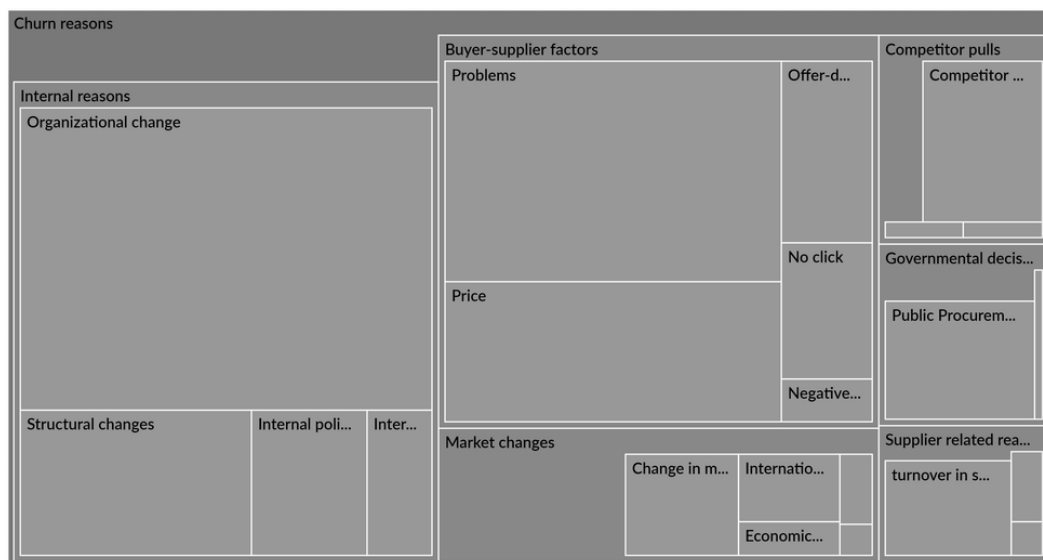 Churn reasons
Internal reasons
Organizational change
Structural changes
Internal poli...
Inter...
Buyer-supplier factors
Problems
Offer-d...
Price
No click
Negative...
Market changes
Change in m...
Internatio...
Economic...
Competitor pulls
Competitor ...
Governmental decis...
Public Procurem...
Supplier related rea...
turnover in s...